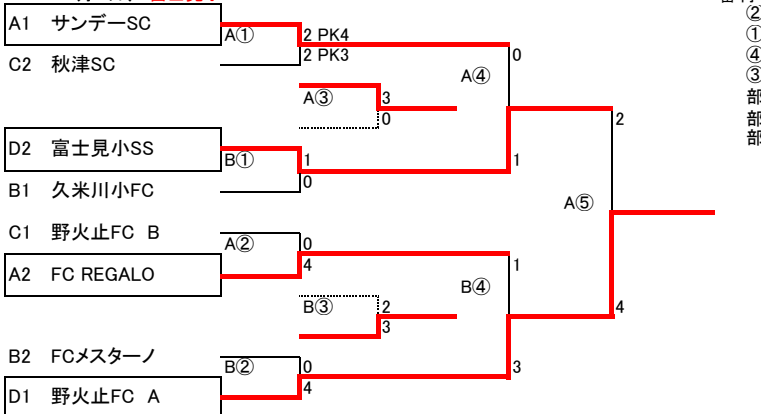 A1 サンデーSC
A①
2 PK4
2 PK3
C2 秋津SC
A④
0
A③
3
0
2
D2 富士見小SS
B①
1
1
0
B1 久米川小FC
A⑤
C1 野火止FC B
A②
0
4
1
A2 FC REGALO
B④
B③
2
3
4
B2 FCメスターノ
B②
0
3
4
D1 野火止FC A
②
①
④
③
部
部
部